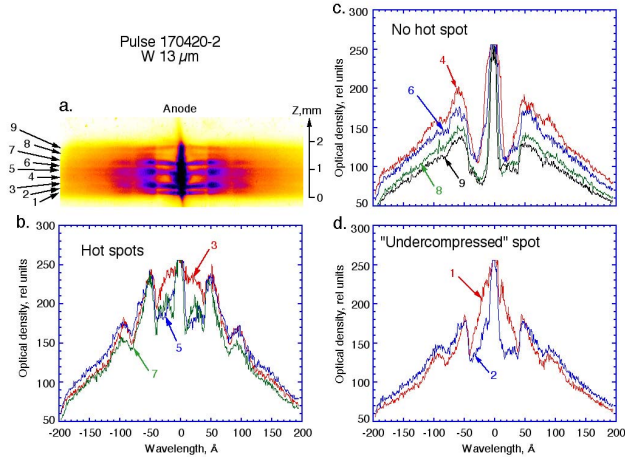 Pulse 170420-2
W 13 µm
a.
Anode
Z,mm
9
8
7
6
5
4
3
2
1
2
1
0
b.
Hot spots
Optical density, rel units
300
250
200
150
100
50
3
5
7
-200 -150 -100 -50 0 50 100 150 200
Wavelength, Å
c.
No hot spot
Optical density, rel units
300
250
200
150
100
50
4
6
8
9
d.
"Undercompressed" spot
Optical density, rel units
300
250
200
150
100
50
1
2
-200 -150 -100 -50 0 50 100 150 200
Wavelength, Å